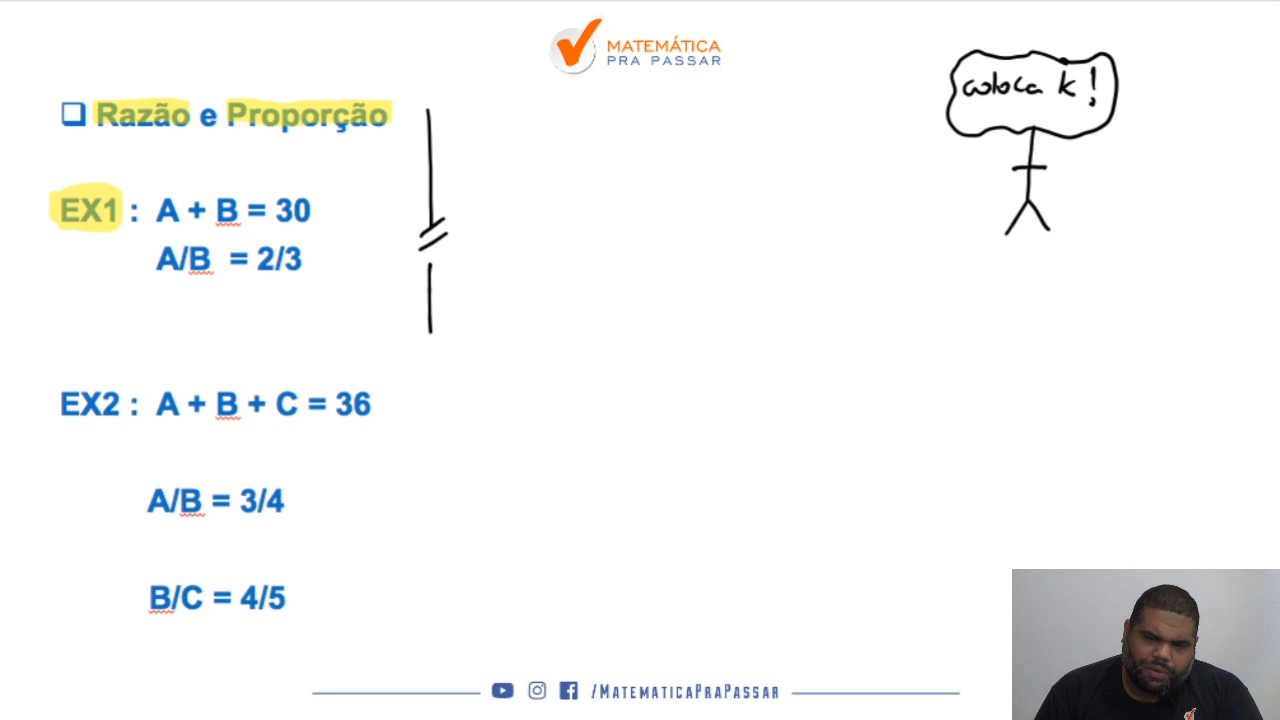 MATEMÁTICA
PRA PASSAR
coloca k!
Razão e Proporção
EX1 : A + B = 30
A/B = 2/3
EX2 : A + B + C = 36
A/B = 3/4
B/C = 4/5
/MATEMATICAPRAPASSAR